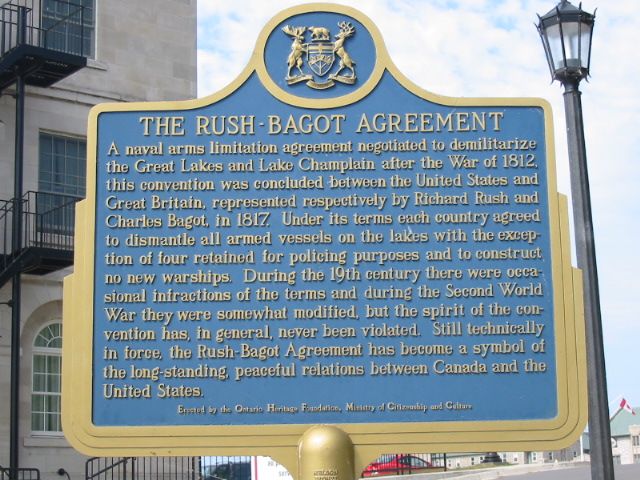 THE RUSH-BAGOT AGREEMENT
A naval arms limitation agreement negotiated to demilitarize
the Great Lakes and Lake Champlain after the War of 1812,
this convention was concluded between the United States and
Great Britain, represented respectively by Richard Rush and
Charles Bagot, in 1817. Under its terms each country agreed
to dismantle all armed vessels on the lakes with the excep-
tion of four retained for policing purposes and to construct
no new warships. During the 19th century there were occa-
sional infractions of the terms and during the Second World
War they were somewhat modified, but the spirit of the con-
vention has, in general, never been violated. Still technically
in force, the Rush-Bagot Agreement has become a symbol of
the long-standing, peaceful relations between Canada and the
United States.
Erected by the Ontario Heritage Foundation, Ministry of Citizenship and Culture